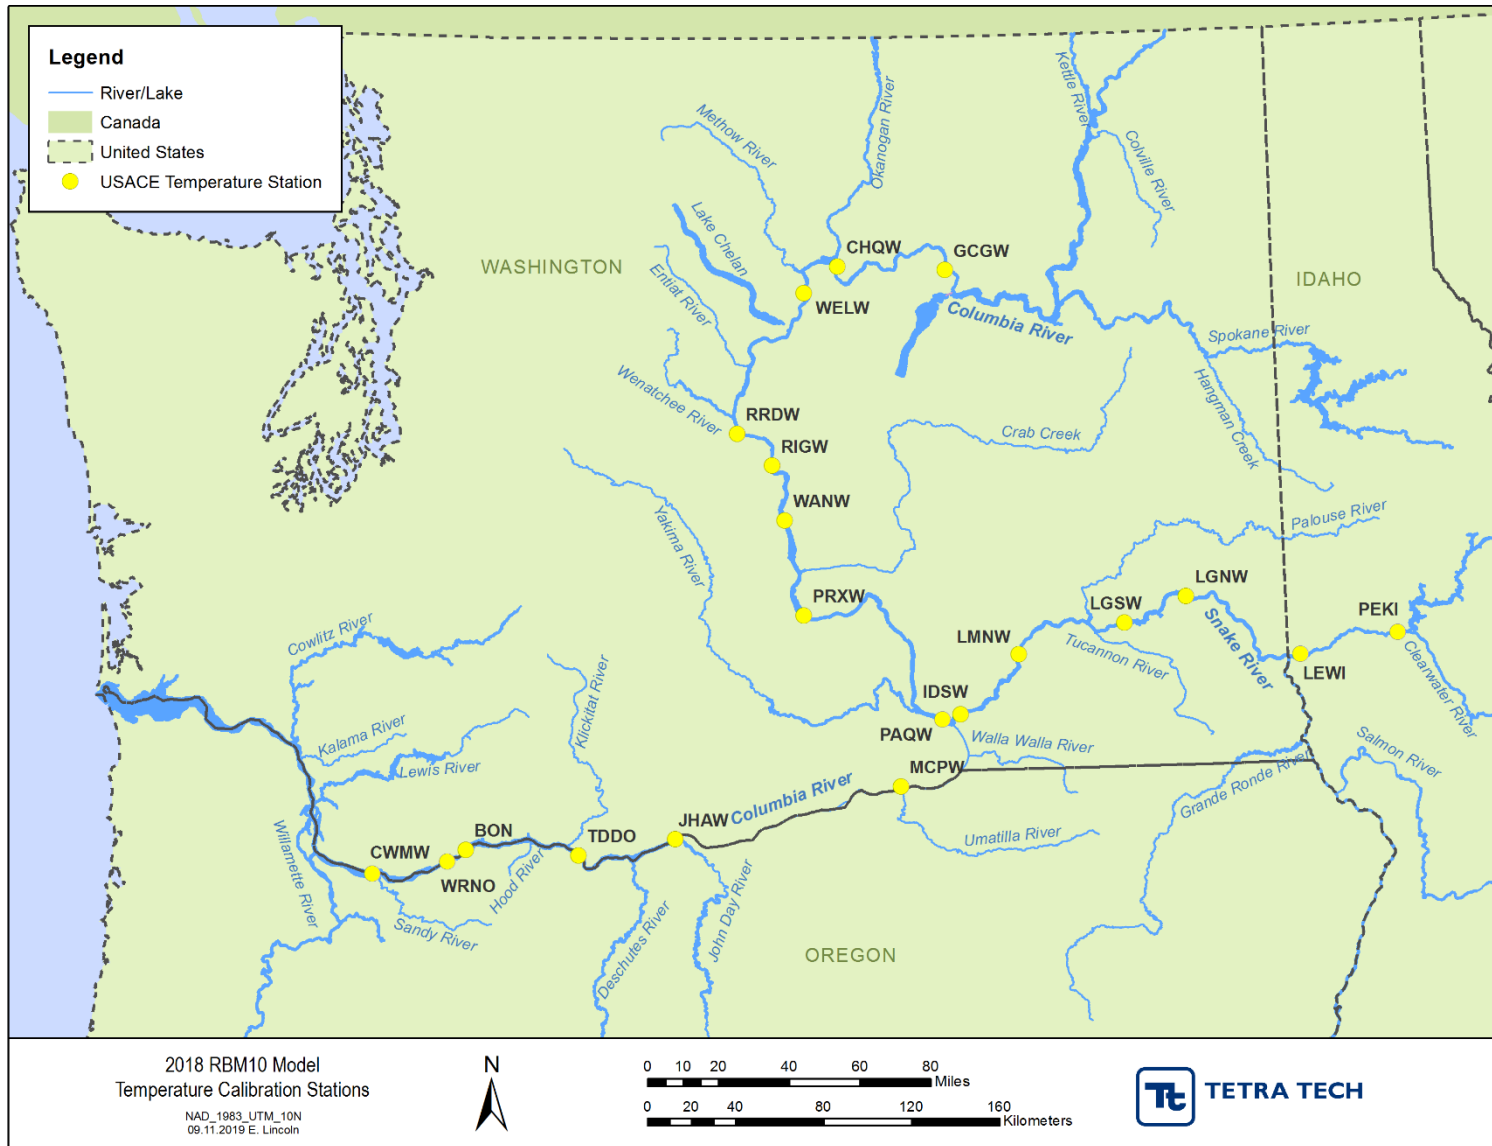 Legend
River/Lake
Canada
United States
USACE Temperature Station
Methow River
Okanogan River
Kettle River
Colville River
Lake Chelan
Entiat River
WASHINGTON
CHQW
GCGW
IDAHO
WELW
Columbia River
Spokane River
Wenatchee River
Hangman Creek
RRDW
Crab Creek
RIGW
WANW
Yakima River
Palouse River
LGNW
PRXW
LGSW
Snake River
PEKI
Cowlitz River
LMNW
Tucannon River
LEWI
Clearwater River
Klickitat River
IDSW
PAQW
Walla Walla River
Kalama River
Salmon River
Lewis River
MCPW
Columbia River
Grande Ronde River
Willamette River
CWMW
BON
TDDO
JHAW
Umatilla River
WRNO
Hood River
Sandy River
Deschutes River
John Day River
OREGON
2018 RBM10 Model
Temperature Calibration Stations
NAD_1983_UTM_10N
09.11.2019 E. Lincoln
N
0 10 20 40 60 80
Miles
0 20 40 80 120 160
Kilometers
Tt
TETRA TECH